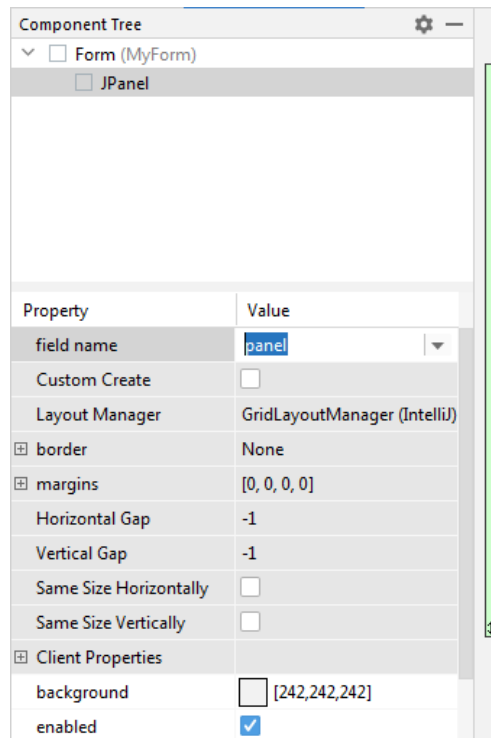 Component Tree
Form (MyForm)
JPanel
Property Value
field name panel
Custom Create
Layout Manager GridLayoutManager (IntelliJ)
border None
margins [0, 0, 0, 0]
Horizontal Gap -1
Vertical Gap -1
Same Size Horizontally
Same Size Vertically
Client Properties
background [242,242,242]
enabled